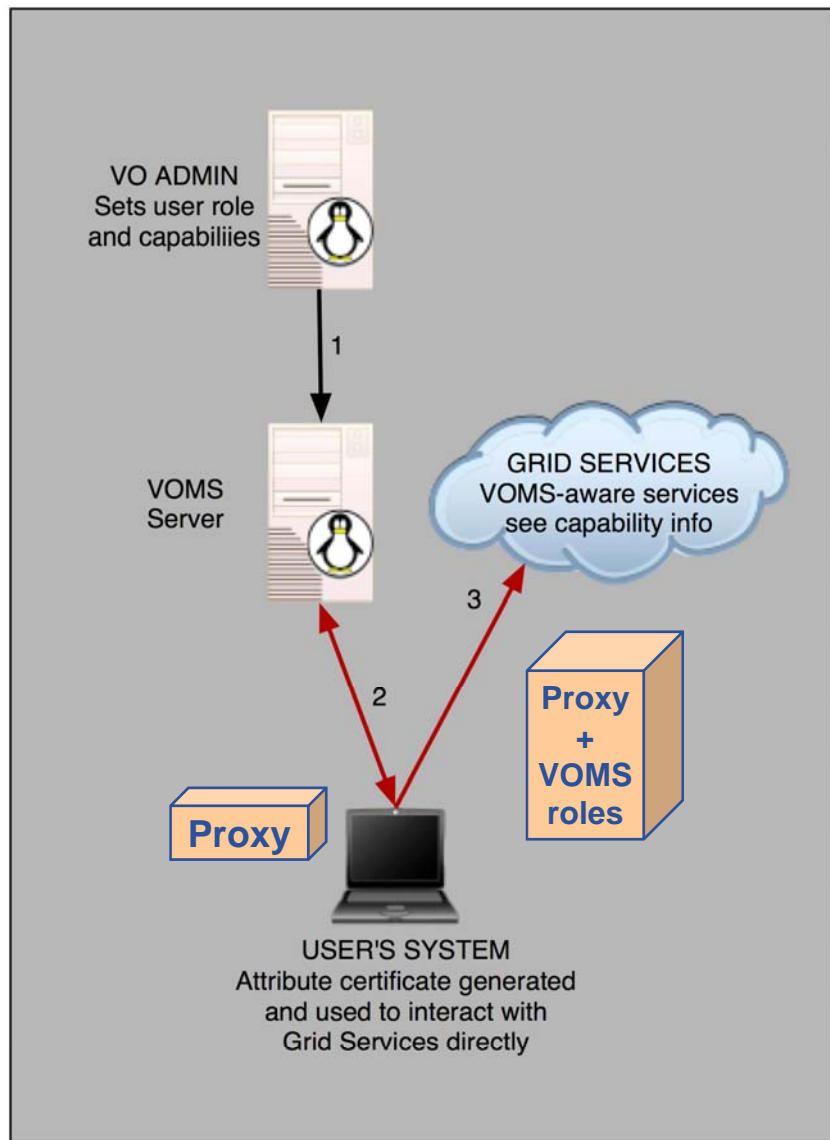 VO ADMIN
Sets user role
and capabiliies
1
VOMS
Server
GRID SERVICES
VOMS-aware services
see capability info
3
2
Proxy
+
VOMS
roles
Proxy
USER'S SYSTEM
Attribute certificate generated
and used to interact with
Grid Services directly